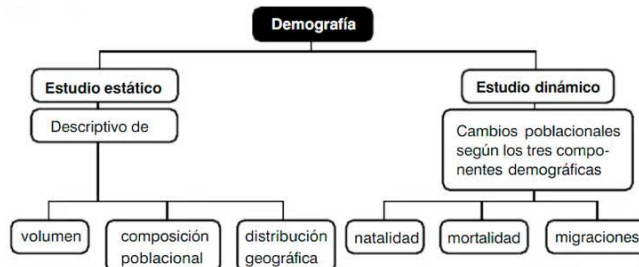 Demografía
Estudio estático
Descriptivo de
volumen
composición
poblacional
distribución
geográfica
Estudio dinámico
Cambios poblacionales
según los tres compo-
nentes demográficas
natalidad
mortalidad
migraciones